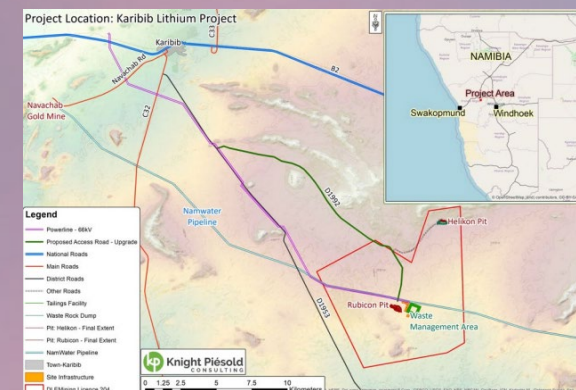 Project Location: Karibib Lithium Project
Karibib
C33
Navachab Rd
B2
Navachab
Gold Mine
C32
D1992
Namwater
Pipeline
Helikon Pit
D1953
Rubicon Pit
Waste
Management Area
NAMIBIA
Project Area
Swakopmund
Windhoek
Legend
Powerline - 66kV
Proposed Access Road - Upgrade
National Roads
Main Roads
District Roads
Other Roads
Tailings Facility
Waste Rock Dump
Pit: Helikon - Final Extent
Pit: Rubicon - Final Extent
NamWater Pipeline
Town-Karibib
Site Infrastructure
kp Knight Piésold
CONSULTING
0 1.25 2.5 5 7.5 10
Kilometers